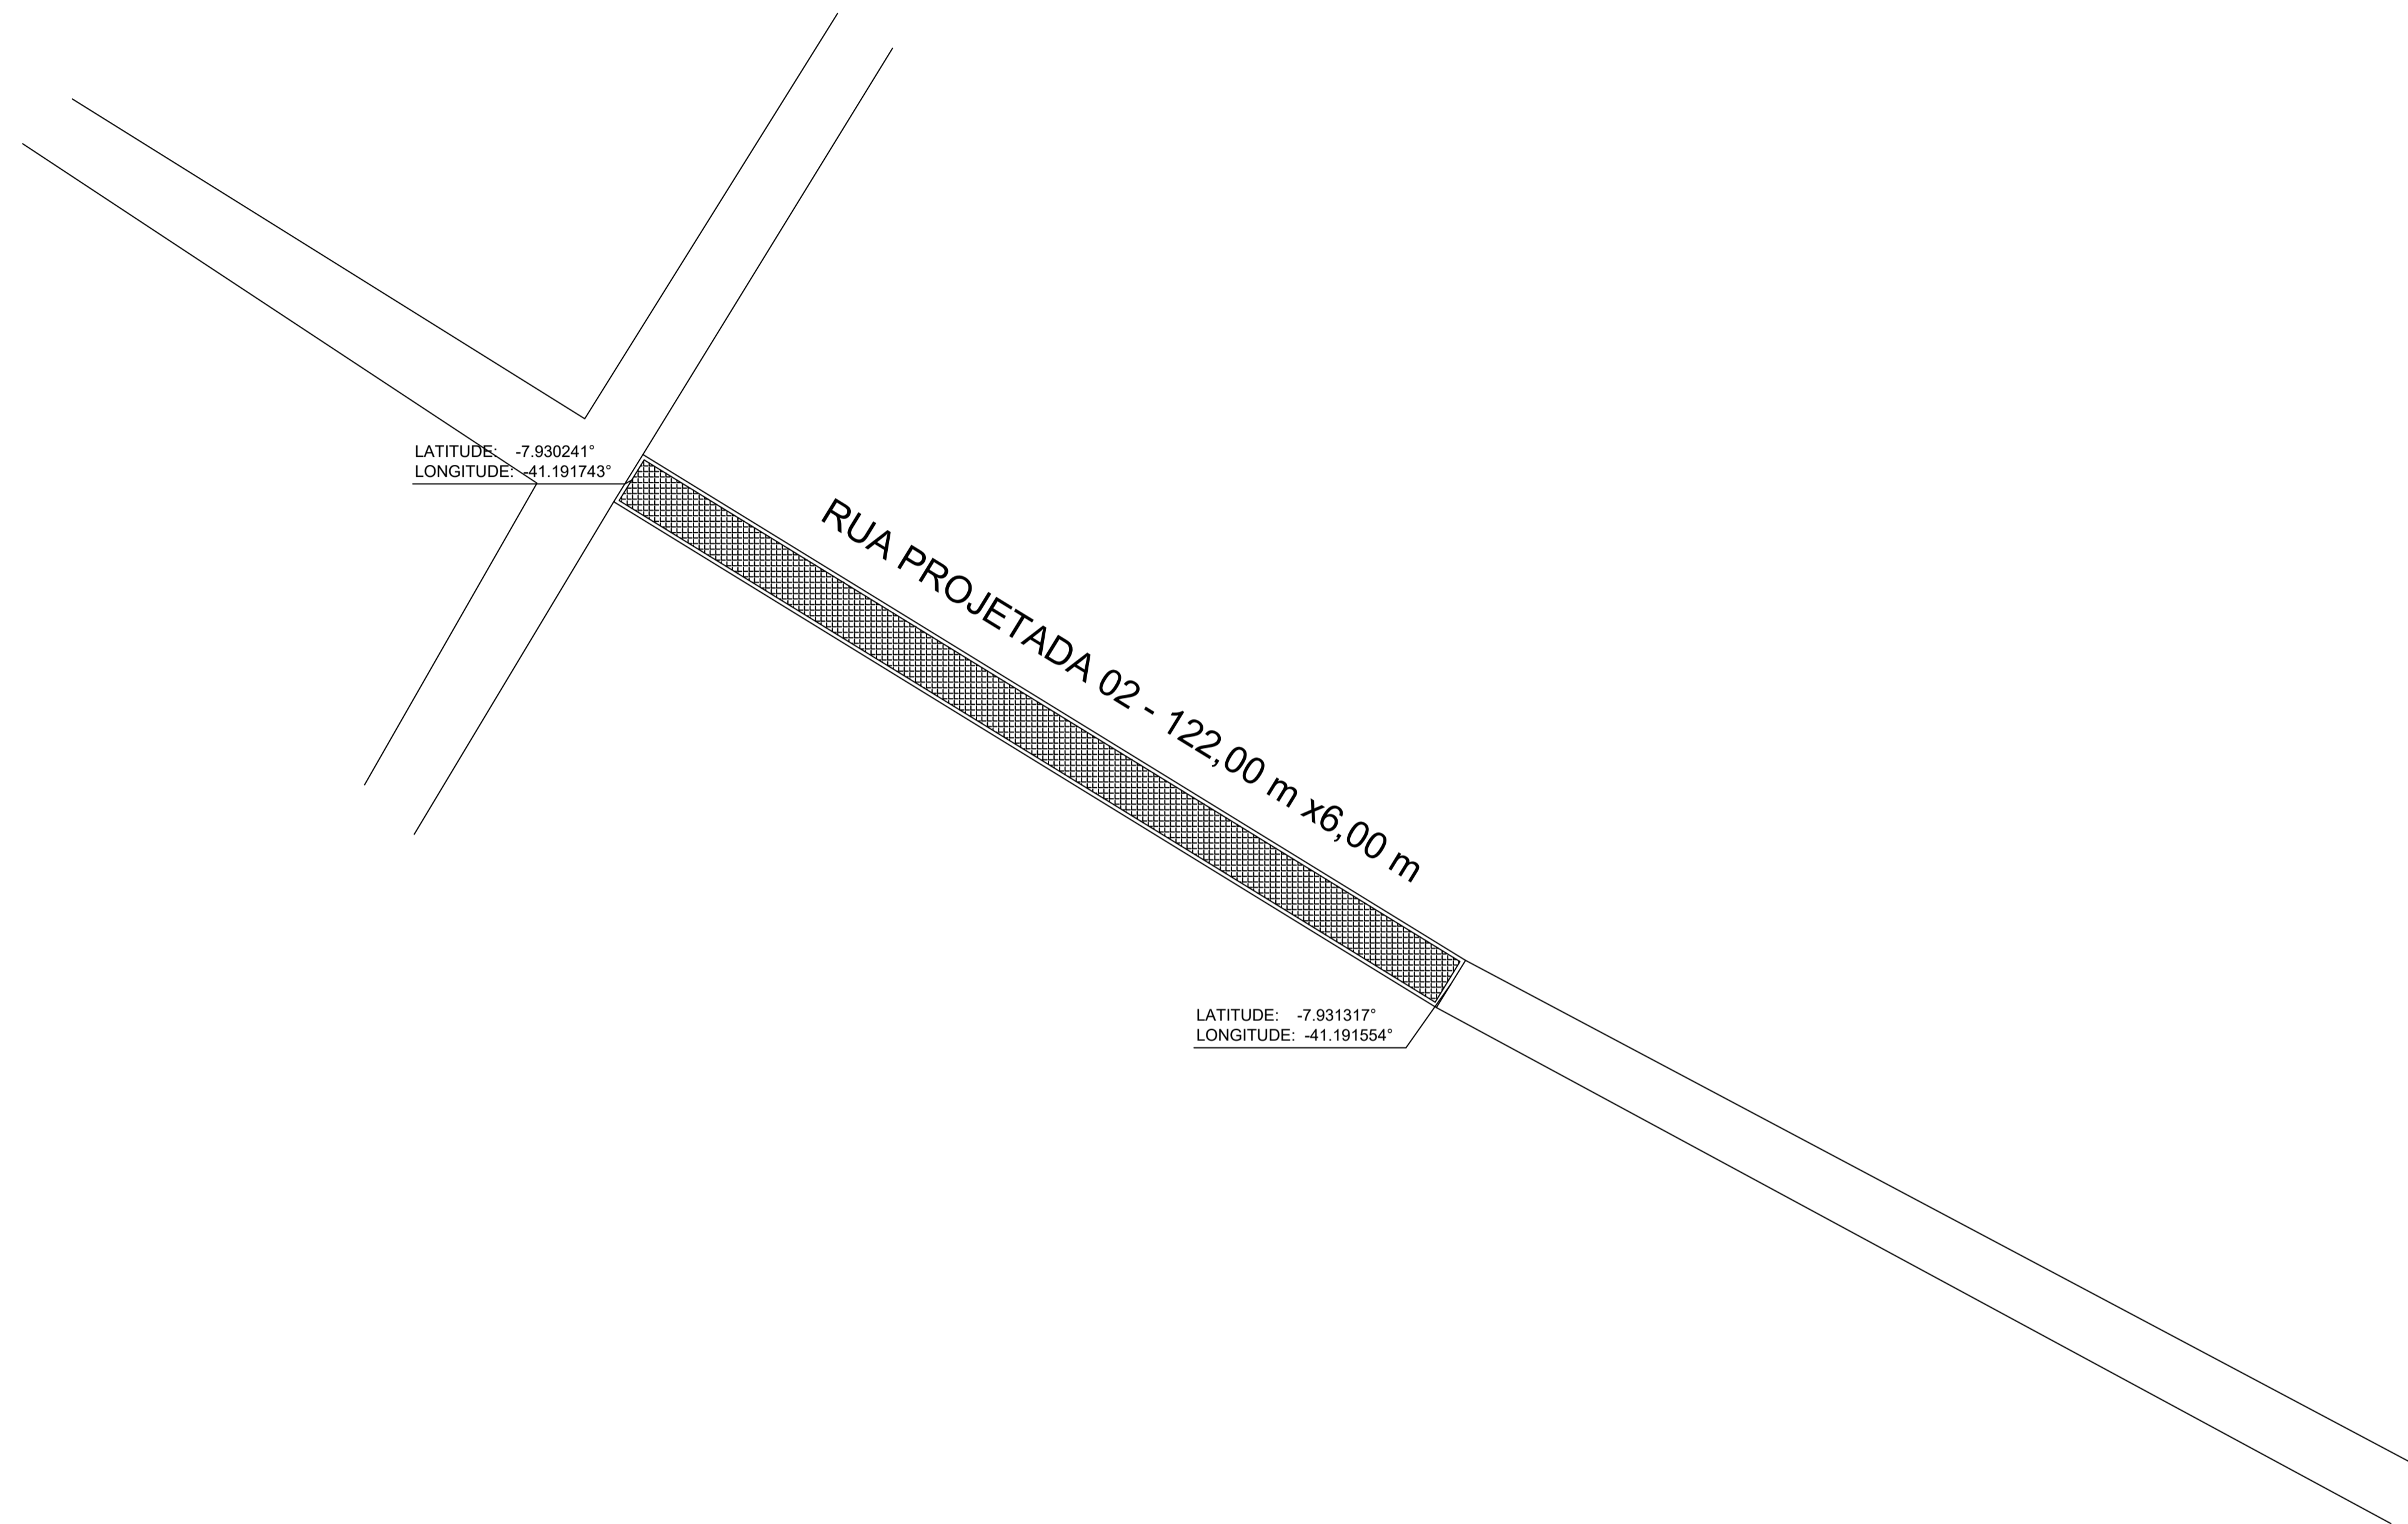 LATITUDE: -7.930241°
LONGITUDE: -41.191743°
RUA PROJETADA 02 - 122,00 m x6,00 m
LATITUDE: -7.931317°
LONGITUDE: -41.191554°